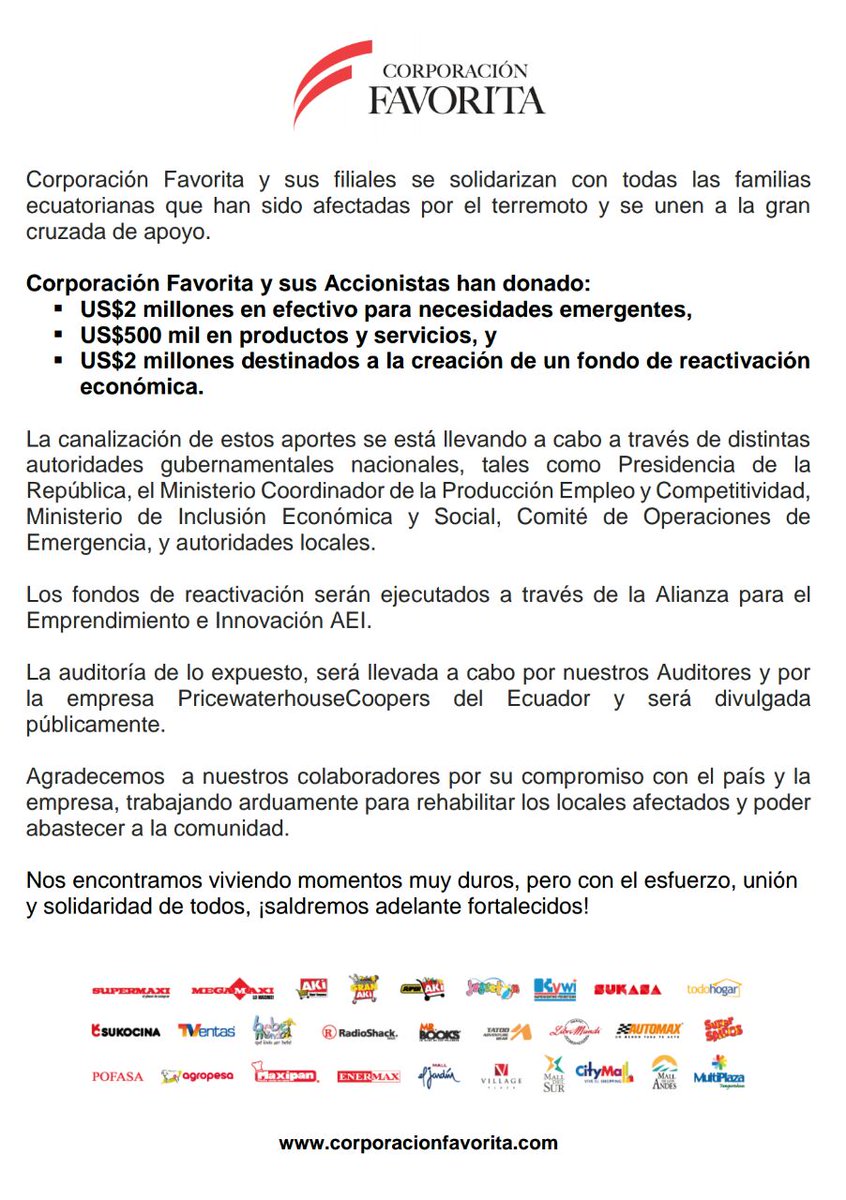 CORPORACIÓN
FAVORITA
Corporación Favorita y sus filiales se solidarizan con todas las familias
ecuatorianas que han sido afectadas por el terremoto y se unen a la gran
cruzada de apoyo.
Corporación Favorita y sus Accionistas han donado:
▪ US$2 millones en efectivo para necesidades emergentes,
▪ US$500 mil en productos y servicios, y
▪ US$2 millones destinados a la creación de un fondo de reactivación
económica.
La canalización de estos aportes se está llevando a cabo a través de distintas
autoridades gubernamentales nacionales, tales como Presidencia de la
República, el Ministerio Coordinador de la Producción Empleo y Competitividad,
Ministerio de Inclusión Económica y Social, Comité de Operaciones de
Emergencia, y autoridades locales.
Los fondos de reactivación serán ejecutados a través de la Alianza para el
Emprendimiento e Innovación AEI.
La auditoría de lo expuesto, será llevada a cabo por nuestros Auditores y por
la empresa PricewaterhouseCoopers del Ecuador y será divulgada
públicamente.
Agradecemos a nuestros colaboradores por su compromiso con el país y la
empresa, trabajando arduamente para rehabilitar los locales afectados y poder
abastecer a la comunidad.
Nos encontramos viviendo momentos muy duros, pero con el esfuerzo, unión
y solidaridad de todos, ¡saldremos adelante fortalecidos!
SUPERMAXI MEGAMAXI AKI GRAN AKI SUPER AKI Juguetón Kywi SUKASA todohogar
SUKOCINA TVentas bebemundo RadioShack MR. BOOKS TATOO ADVENTURE GEAR LibriMundi AUTOMAX SUPER SALDOS
POFASA agropesa Maxipan ENERMAX MALL el Jardín VILLAGE PLAZA MALL DEL SUR CityMall MALL DE LOS ANDES MultiPlaza
www.corporacionfavorita.com